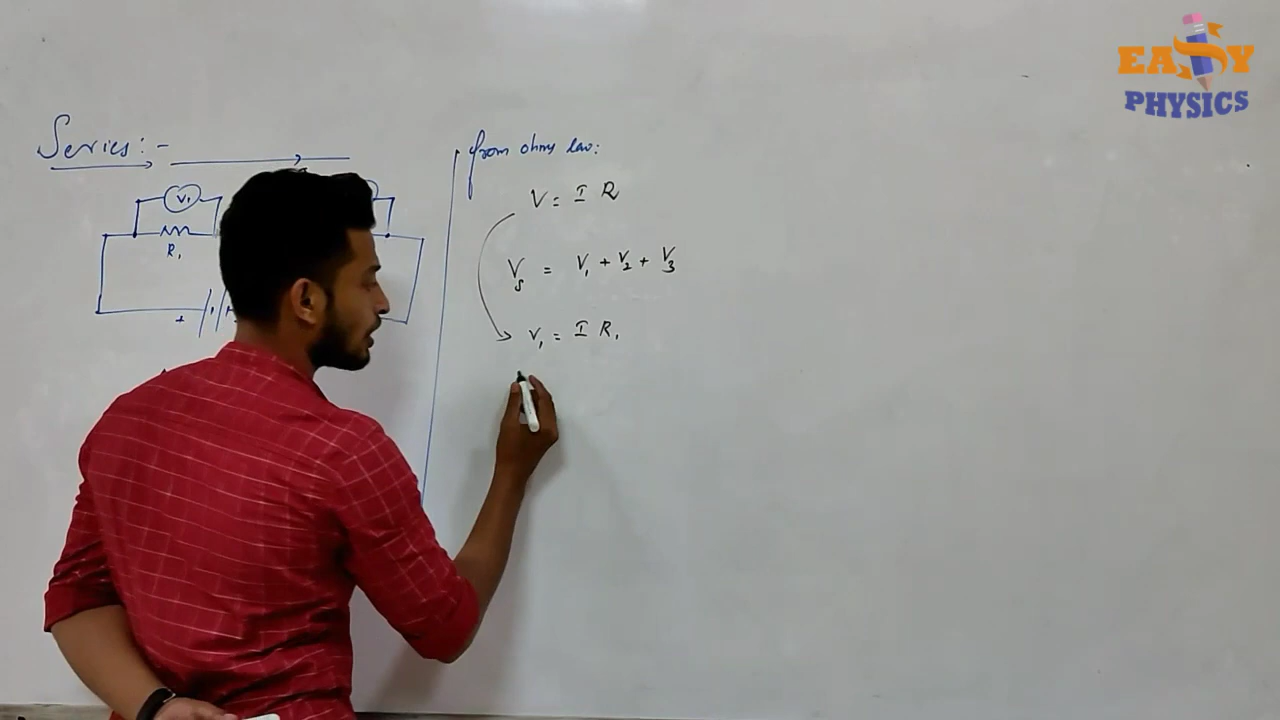 EASY
PHYSICS
Series:-
V1
R1
+
from ohms law:
V = I R
Vs = V1 + V2 + V3
V1 = I R1